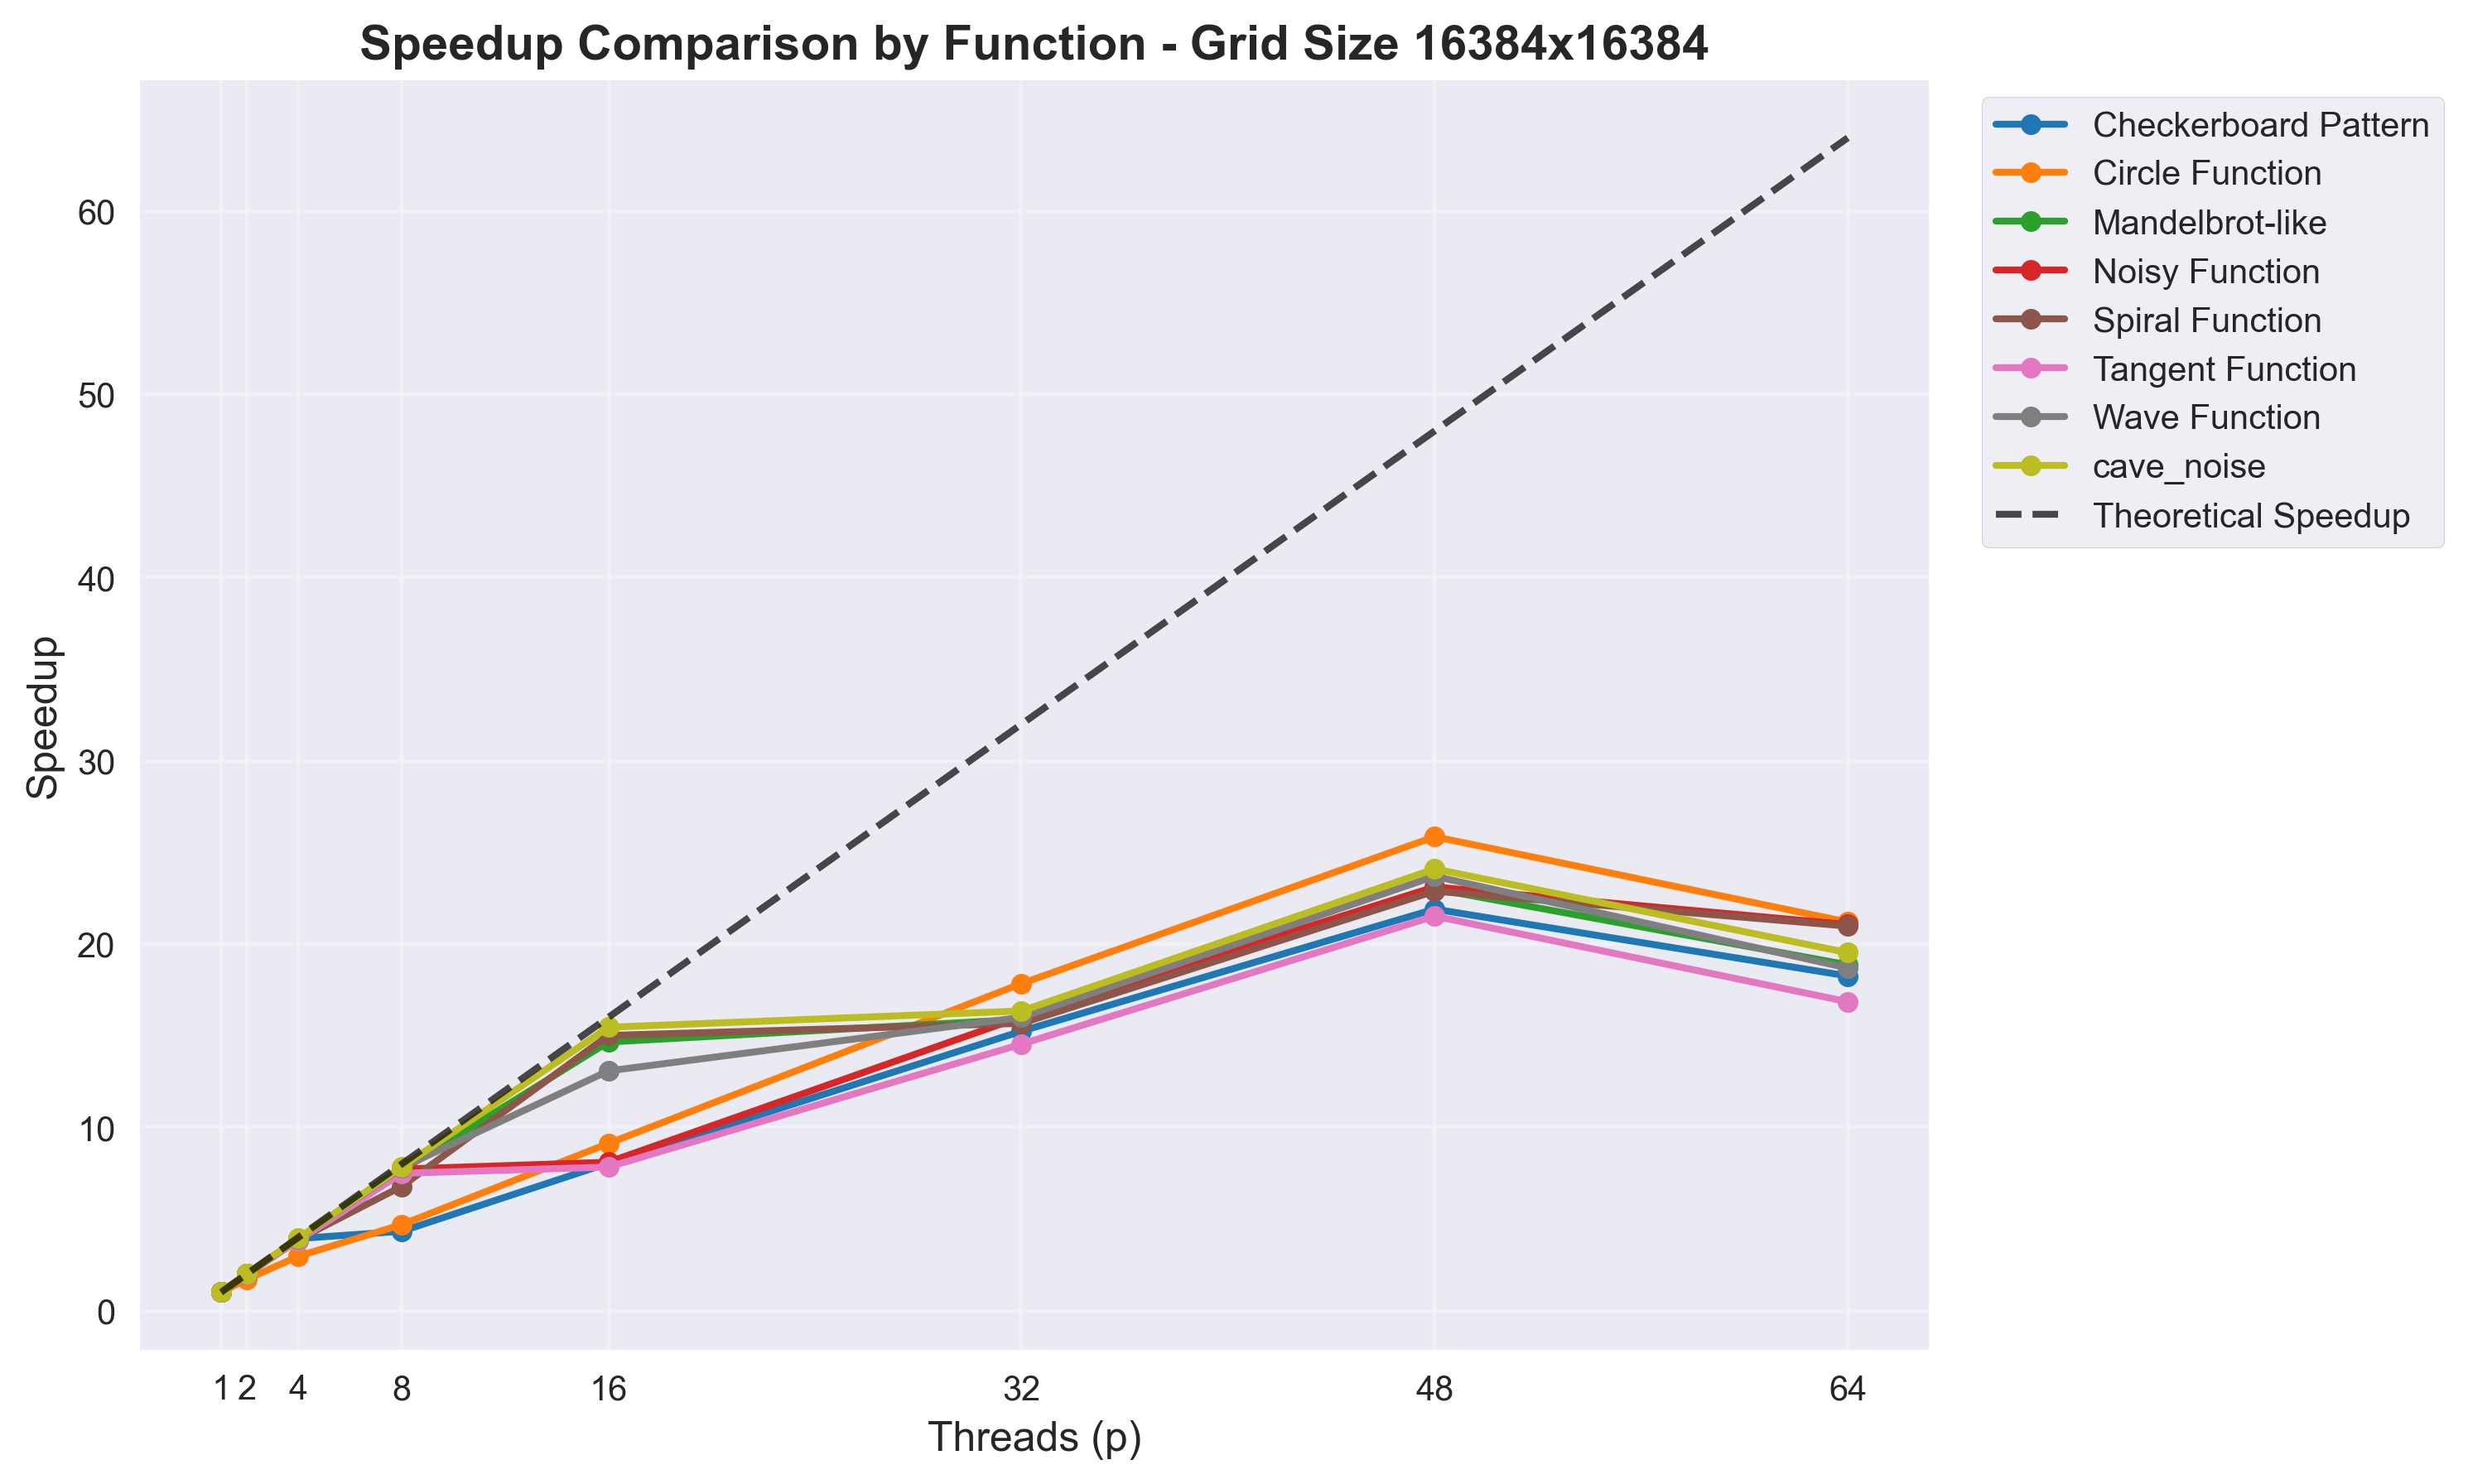 Speedup Comparison by Function - Grid Size 16384x16384
Checkerboard Pattern
Circle Function
Mandelbrot-like
Noisy Function
Spiral Function
Tangent Function
Wave Function
cave_noise
Theoretical Speedup
Speedup
60
50
40
30
20
10
0
1 2 4 8 16 32 48 64
Threads (p)